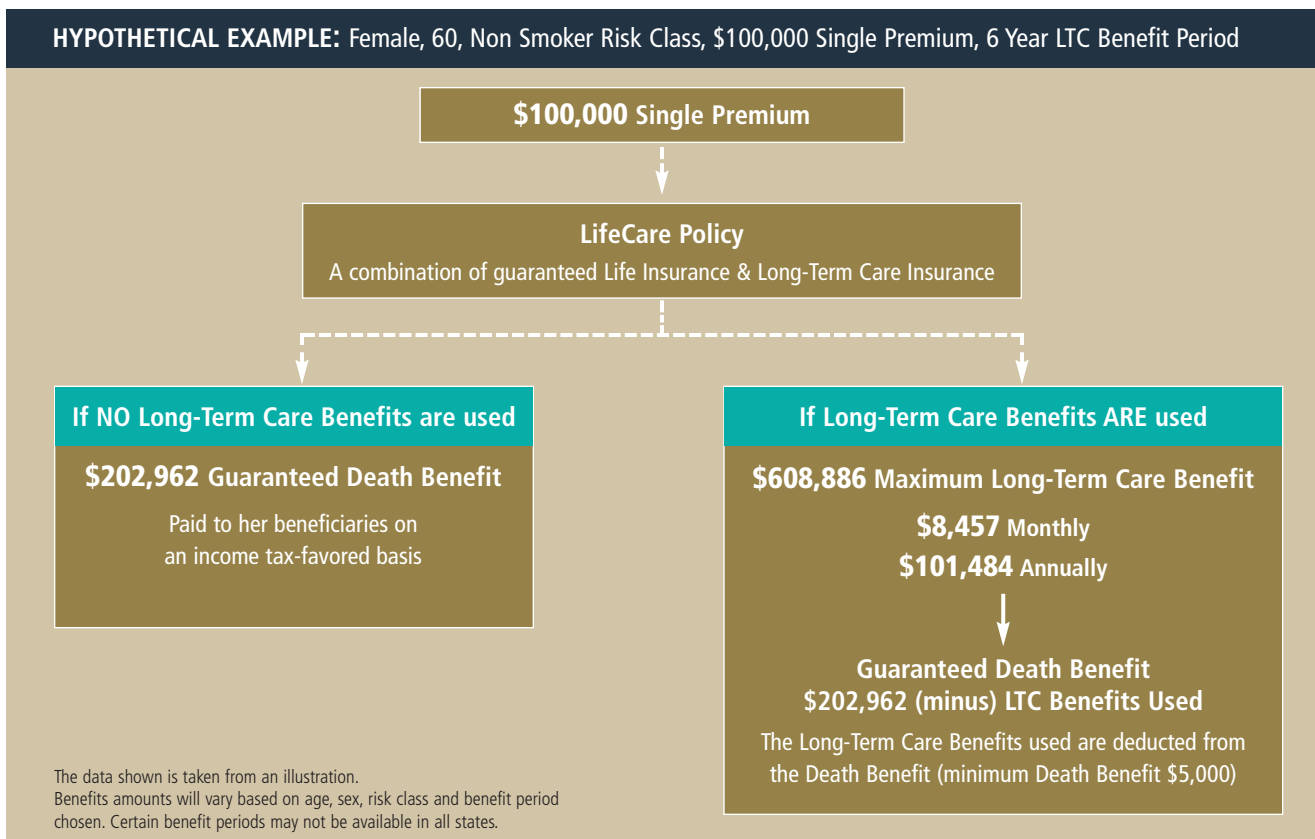 HYPOTHETICAL EXAMPLE: Female, 60, Non Smoker Risk Class, $100,000 Single Premium, 6 Year LTC Benefit Period
$100,000 Single Premium
LifeCare Policy
A combination of guaranteed Life Insurance & Long-Term Care Insurance
If NO Long-Term Care Benefits are used
$202,962 Guaranteed Death Benefit
Paid to her beneficiaries on
an income tax-favored basis
If Long-Term Care Benefits ARE used
$608,886 Maximum Long-Term Care Benefit
$8,457 Monthly
$101,484 Annually
Guaranteed Death Benefit
$202,962 (minus) LTC Benefits Used
The Long-Term Care Benefits used are deducted from
the Death Benefit (minimum Death Benefit $5,000)
The data shown is taken from an illustration.
Benefits amounts will vary based on age, sex, risk class and benefit period
chosen. Certain benefit periods may not be available in all states.